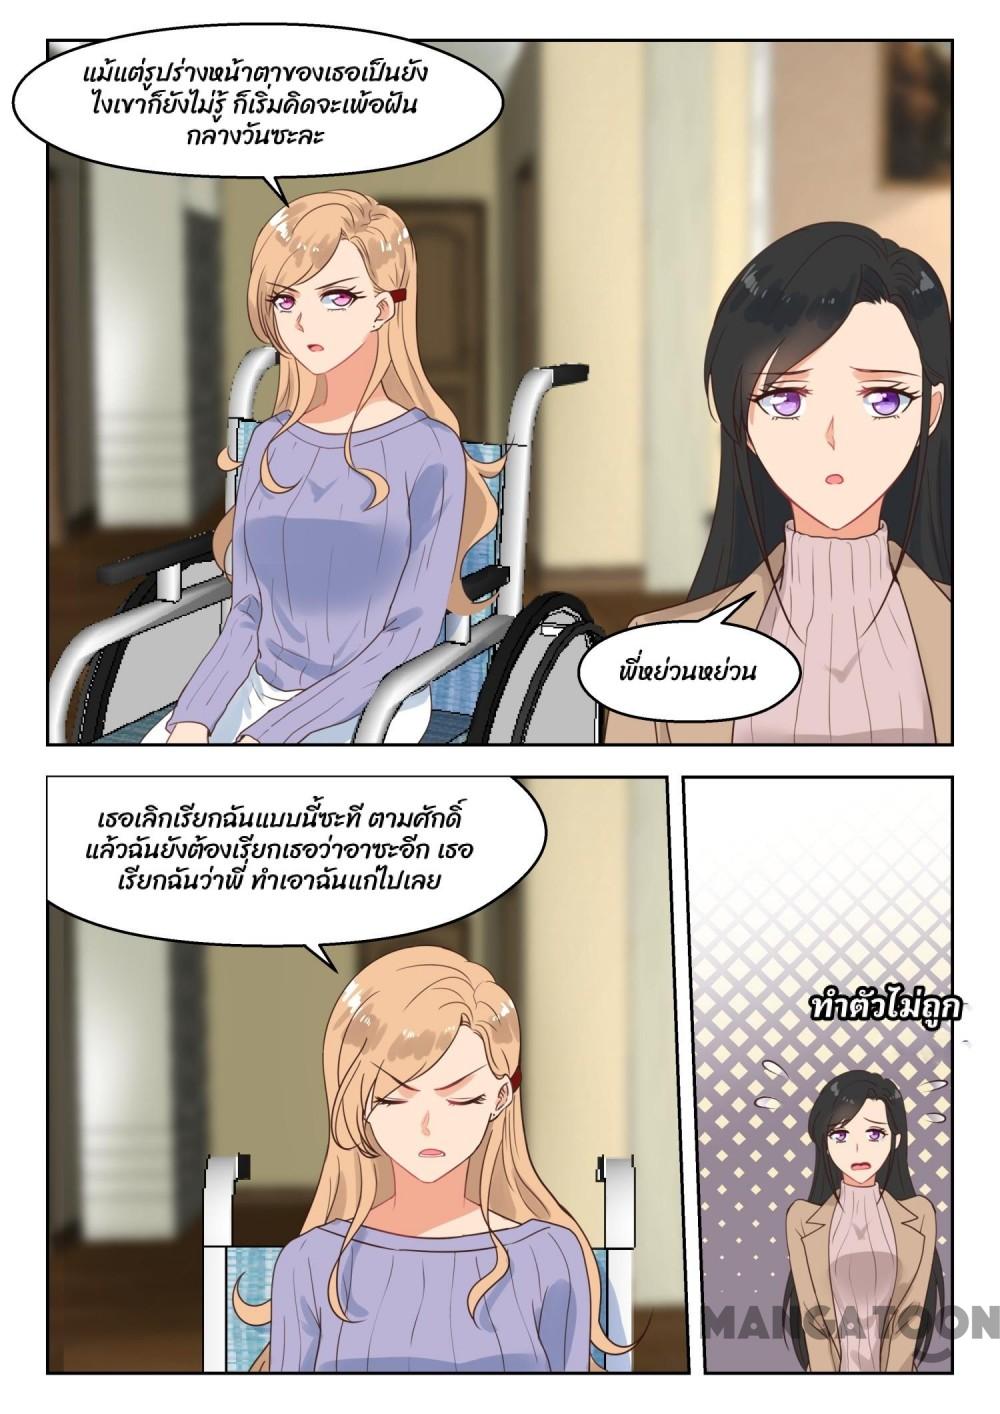 แม้แต่รูปร่างหน้าตาของเธอเป็นยัง
ไงเขาก็ยังไม่รู้ ก็เริ่มคิดจะเพ้อฝัน
กลางวันซะละ
พี่หย่วนหย่วน
เธอเลิกเรียกฉันแบบนี้ซะที ตามศักดิ์
แล้วฉันยังต้องเรียกเธอว่าอาซะอีก เธอ
เรียกฉันว่าพี่ ทำเอาฉันแก่ไปเลย
ทำตัวไม่ถูก
MANGATOON